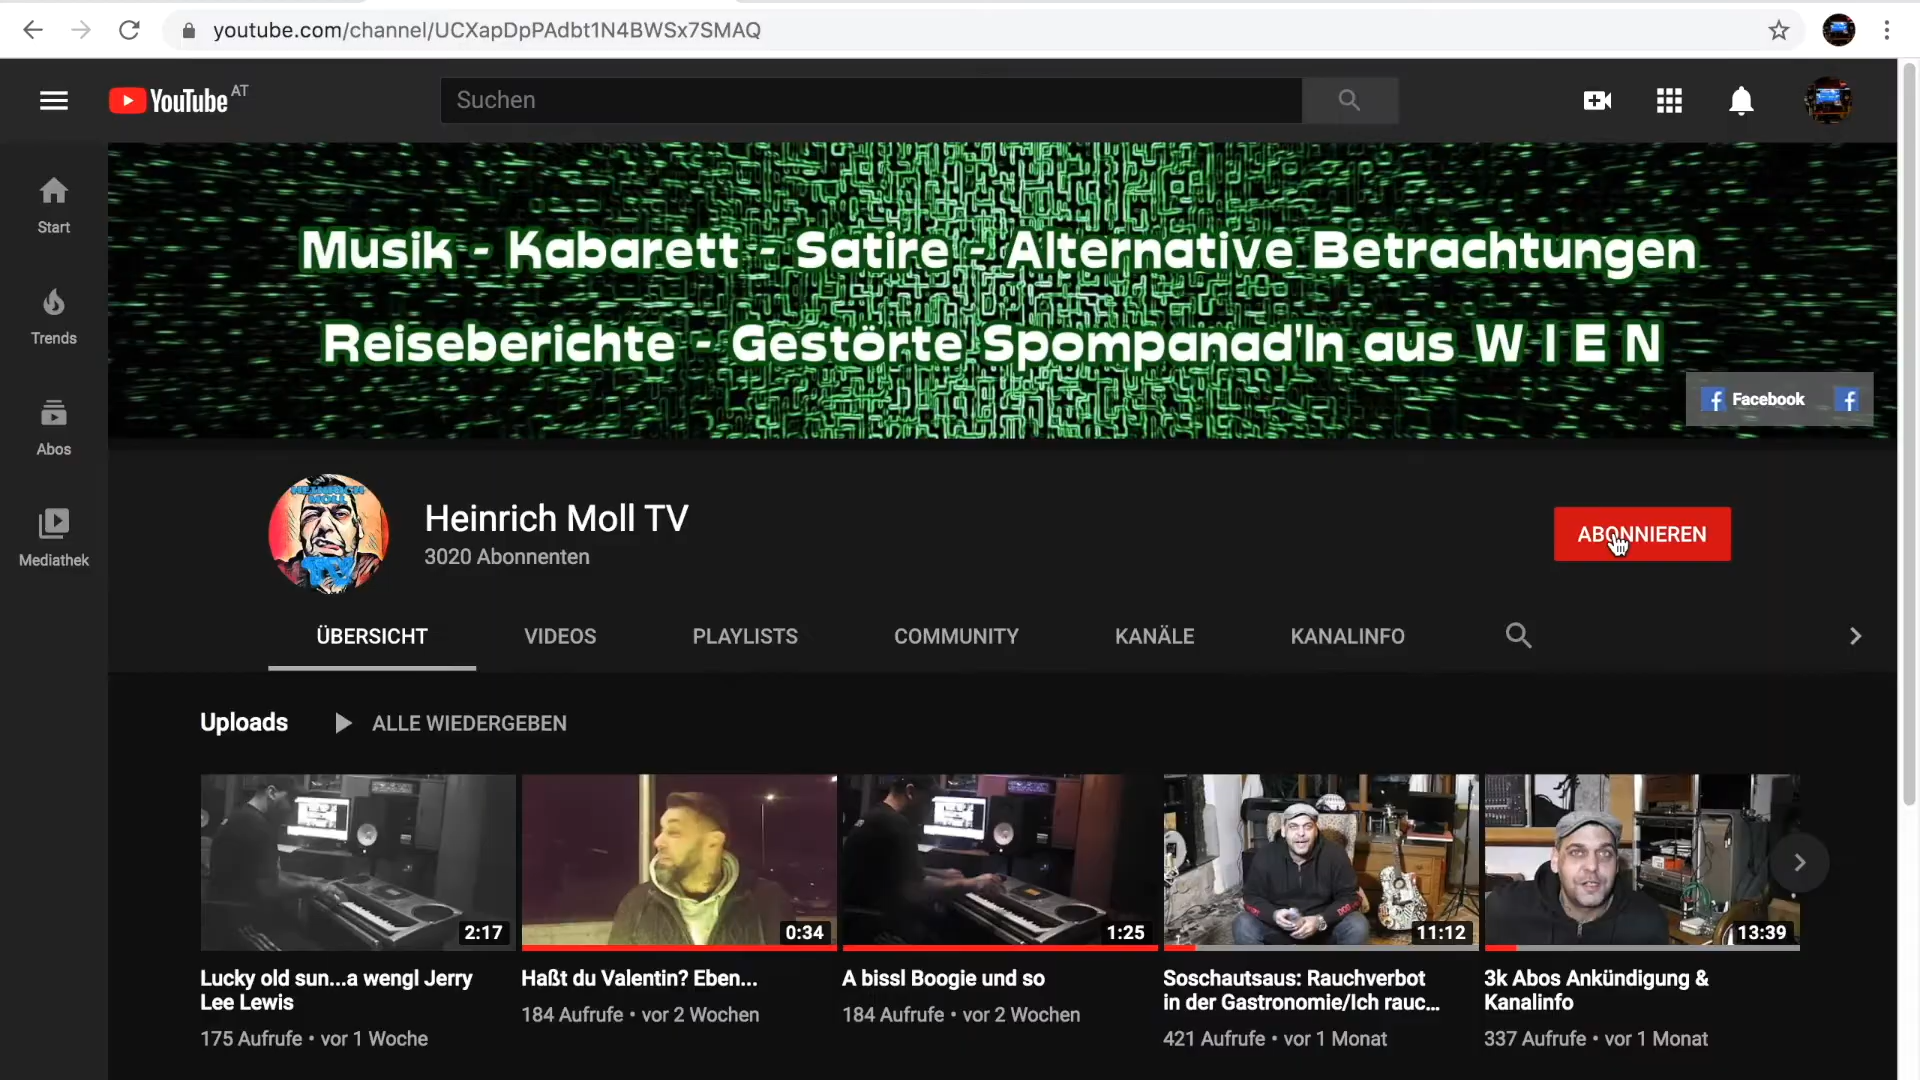 youtube.com/channel/UCXapDpPAdbt1N4BWSx7SMAQ
YouTube AT
Suchen
Start
Trends
Abos
Mediathek
Musik - Kabarett - Satire - Alternative Betrachtungen
Reiseberichte - Gestörte Spompanad'ln aus W I E N
Facebook
HEINRICH
MOLL
TV
Heinrich Moll TV
3020 Abonnenten
ABONNIEREN
ÜBERSICHT
VIDEOS
PLAYLISTS
COMMUNITY
KANÄLE
KANALINFO
Uploads
ALLE WIEDERGEBEN
2:17
0:34
1:25
11:12
13:39
Lucky old sun...a wengl Jerry
Lee Lewis
175 Aufrufe • vor 1 Woche
Haßt du Valentin? Eben...
184 Aufrufe • vor 2 Wochen
A bissl Boogie und so
184 Aufrufe • vor 2 Wochen
Soschautsaus: Rauchverbot
in der Gastronomie/Ich rauc...
421 Aufrufe • vor 1 Monat
3k Abos Ankündigung &
Kanalinfo
337 Aufrufe • vor 1 Monat